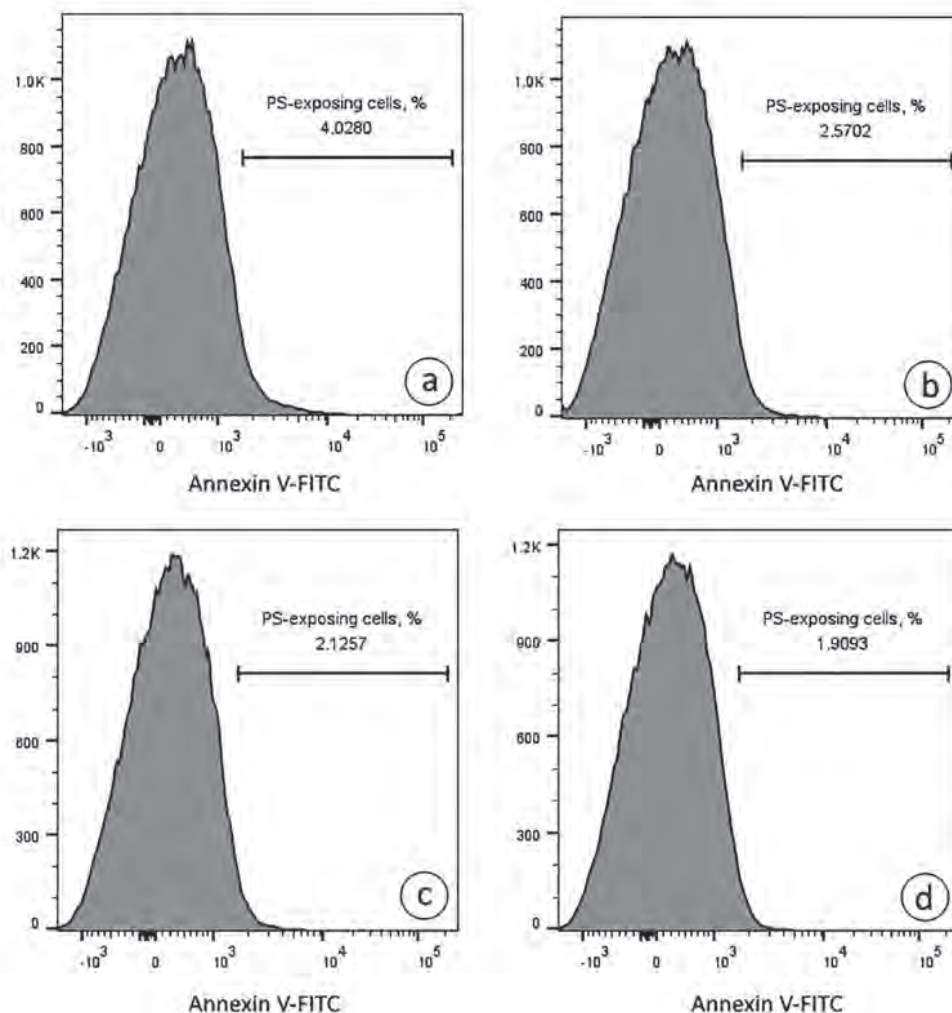 1.0K
800
600
400
200
0
PS-exposing cells, %
4.0280
a
-10³ 0 10³ 10⁴ 10⁵
Annexin V-FITC
1.0K
800
600
400
200
0
PS-exposing cells, %
2.5702
b
-10³ 0 10³ 10⁴ 10⁵
Annexin V-FITC
1.2K
900
600
300
0
PS-exposing cells, %
2.1257
c
-10³ 0 10³ 10⁴ 10⁵
Annexin V-FITC
1.2K
900
600
300
0
PS-exposing cells, %
1.9093
d
-10³ 0 10³ 10⁴ 10⁵
Annexin V-FITC